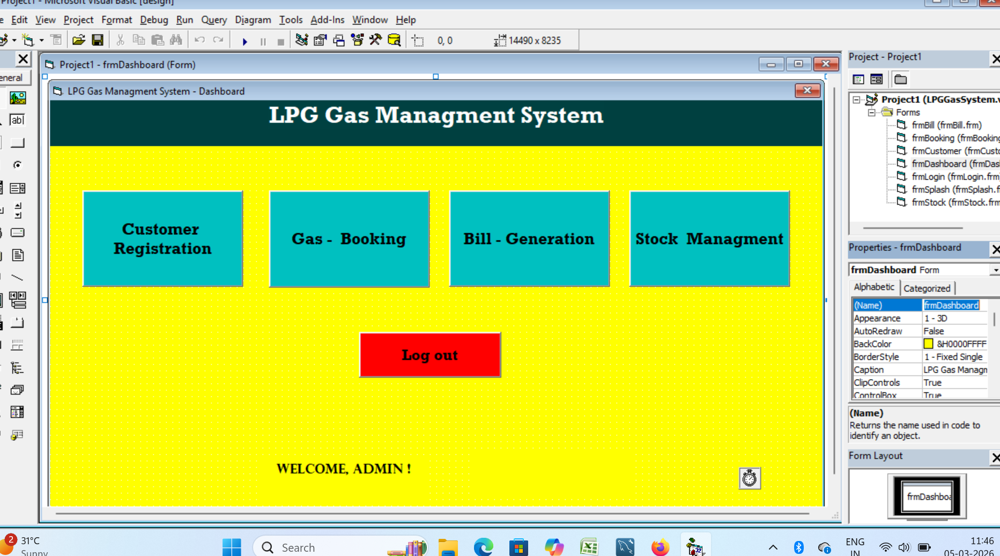 Project1 - Microsoft Visual Basic [design]
Edit View Project Format Debug Run Query Diagram Tools Add-Ins Window Help
0, 0 14490 x 8235
Project1 - frmDashboard (Form)
LPG Gas Managment System - Dashboard
LPG Gas Managment System
Customer
Registration
Gas - Booking
Bill - Generation
Stock Managment
Log out
WELCOME, ADMIN !
Project - Project1
Project1 (LPGGasSystem.v
Forms
frmBill (frmBill.frm)
frmBooking (frmBooking
frmCustomer (frmCusto
frmDashboard (frmDas
frmLogin (frmLogin.frm
frmSplash (frmSplash.f
frmStock (frmStock.frm
Properties - frmDashboard
frmDashboard Form
Alphabetic Categorized
(Name) frmDashboard
Appearance 1 - 3D
AutoRedraw False
BackColor &H0000FFFF
BorderStyle 1 - Fixed Single
Caption LPG Gas Managm
ClipControls True
ControlBox True
(Name)
Returns the name used in code to
identify an object.
Form Layout
frmDashboa
2
31°C
Sunny
Search
ENG
IN
11:46
05-03-2026